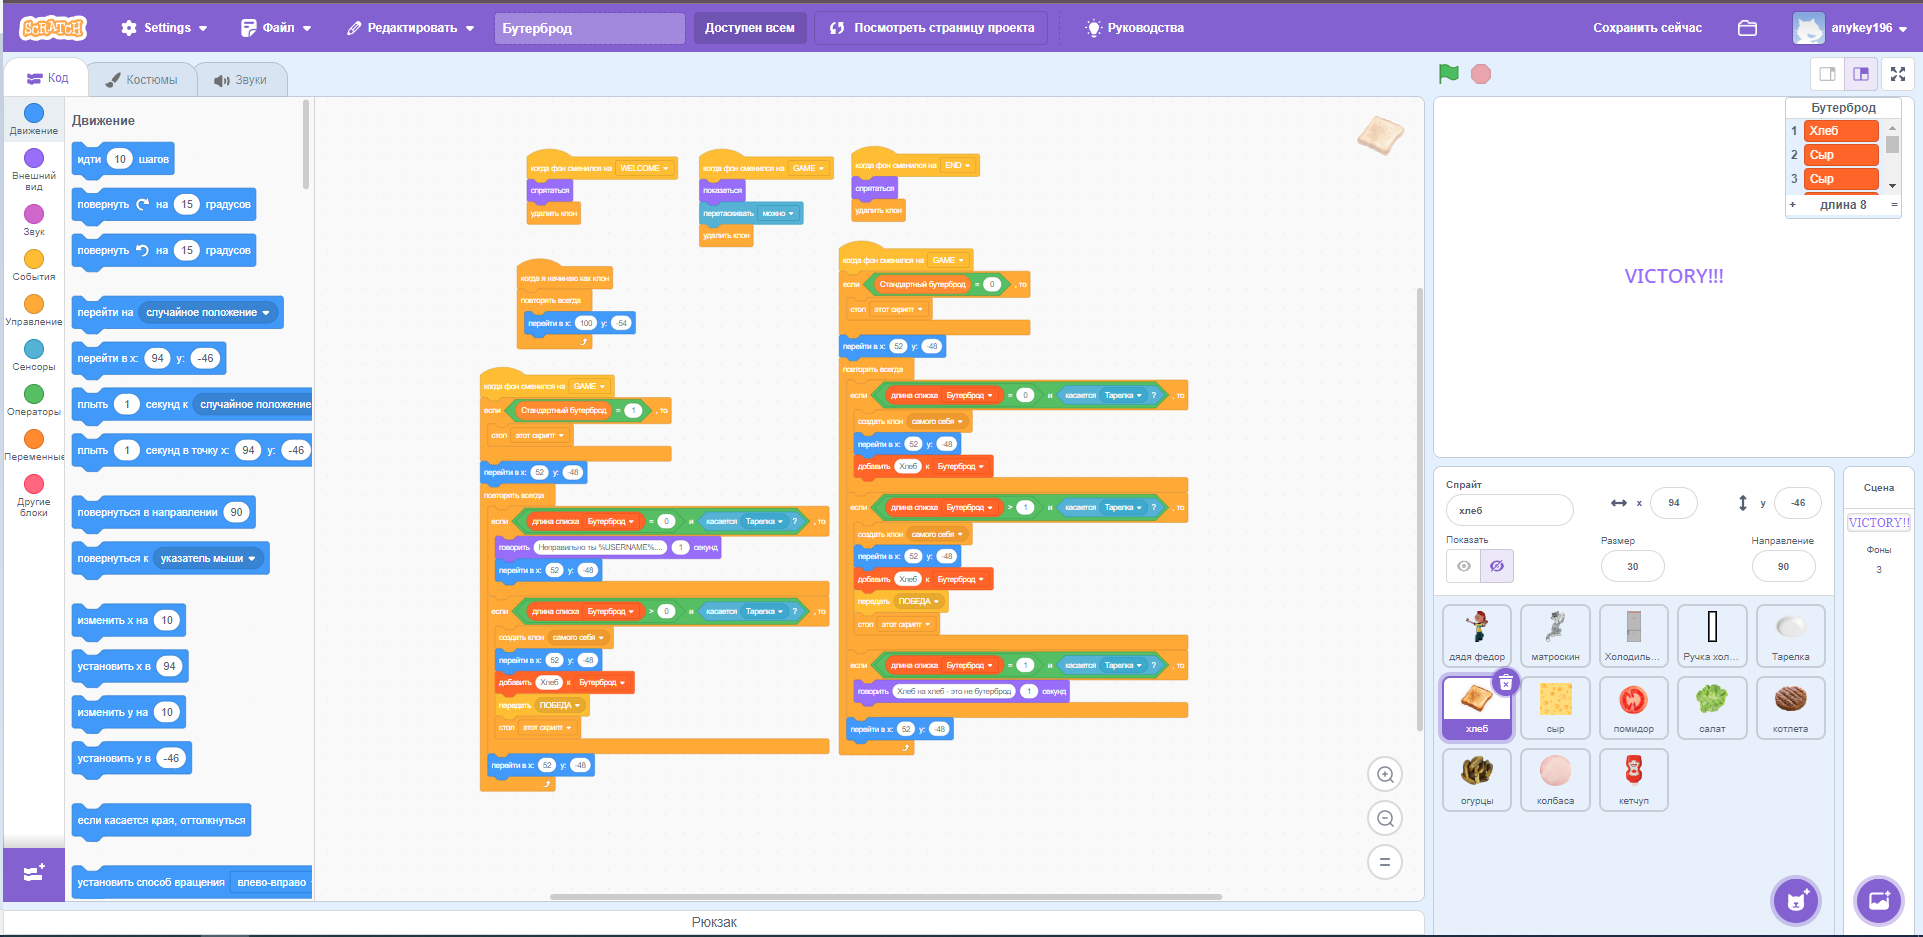 SCRATCH
Settings
Файл
Редактировать
Бутерброд
Доступен всем
Посмотреть страницу проекта
Руководства
Сохранить сейчас
anykey196
Код
Костюмы
Звуки
Движение
Внешний вид
Звук
События
Управление
Сенсоры
Операторы
Переменные
Другие блоки
Движение
идти 10 шагов
повернуть на 15 градусов
повернуть на 15 градусов
перейти на случайное положение
перейти в x: 94 y: -46
плыть 1 секунд к случайное положение
плыть 1 секунд в точку x: 94 y: -46
повернуться в направлении 90
повернуться к указатель мыши
изменить x на 10
установить x в 94
изменить y на 10
установить y в -46
если касается края, оттолкнуться
установить способ вращения влево-вправо
когда фон сменился на WELCOME
спрятаться
удалить клон
когда фон сменился на GAME
показаться
перетаскивать можно
удалить клон
когда фон сменился на END
спрятаться
удалить клон
когда я начинаю как клон
повторять всегда
перейти в x: 100 y: -54
когда фон сменился на GAME
если Стандартный бутерброд = 1 , то
стоп этот скрипт
перейти в x: 52 y: -48
повторять всегда
если длина списка Бутерброд = 0 и касается Тарелка ? , то
говорить Неправильно ты %USERNAME%.... 1 секунд
перейти в x: 52 y: -48
если длина списка Бутерброд > 0 и касается Тарелка ? , то
создать клон самого себя
перейти в x: 52 y: -48
добавить Хлеб к Бутерброд
передать ПОБЕДА
стоп этот скрипт
перейти в x: 52 y: -48
когда фон сменился на GAME
если Стандартный бутерброд = 0 , то
стоп этот скрипт
перейти в x: 52 y: -48
повторять всегда
если длина списка Бутерброд = 0 и касается Тарелка ? , то
создать клон самого себя
перейти в x: 52 y: -48
добавить Хлеб к Бутерброд
если длина списка Бутерброд > 1 и касается Тарелка ? , то
создать клон самого себя
перейти в x: 52 y: -48
добавить Хлеб к Бутерброд
передать ПОБЕДА
стоп этот скрипт
если длина списка Бутерброд = 1 и касается Тарелка ? , то
говорить Хлеб на хлеб - это не бутерброд 1 секунд
перейти в x: 52 y: -48
Рюкзак
Бутерброд
1 Хлеб
2 Сыр
3 Сыр
+ длина 8 =
VICTORY!!!
Спрайт
хлеб
x 94
y -46
Показать
Размер
30
Направление
90
Сцена
VICTORY!!
Фоны
3
дядя федор
матроскин
Холодиль...
Ручка хол...
Тарелка
хлеб
сыр
помидор
салат
котлета
огурцы
колбаса
кетчуп